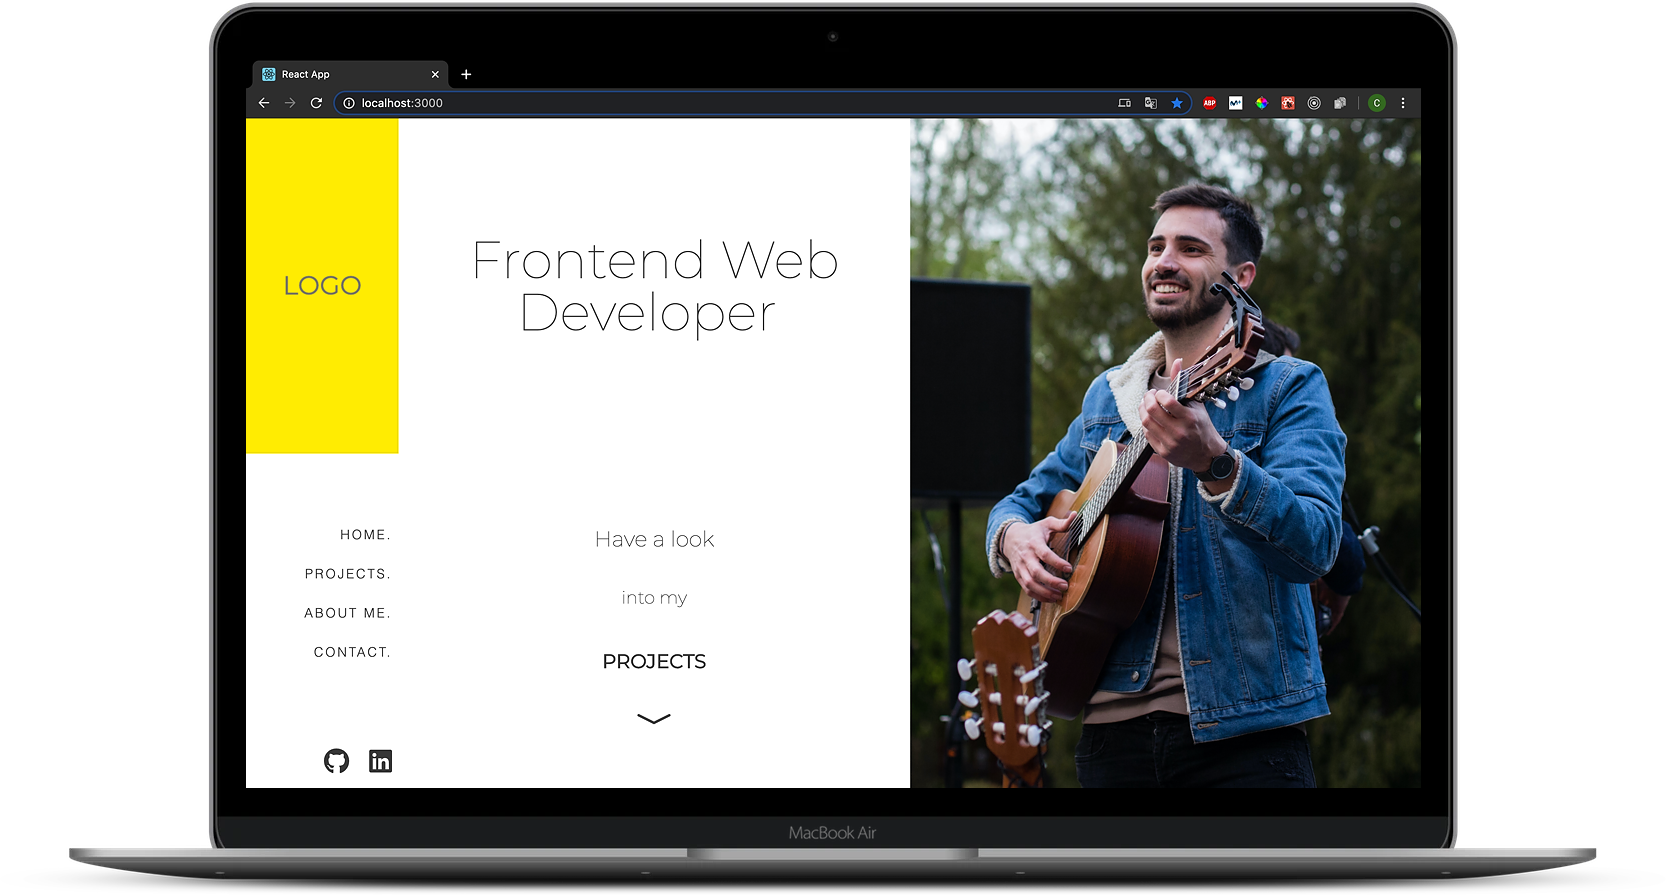 React App
localhost:3000
ABP
C
LOGO
Frontend Web
Developer
HOME.
PROJECTS.
ABOUT ME.
CONTACT.
Have a look
into my
PROJECTS
in
MacBook Air